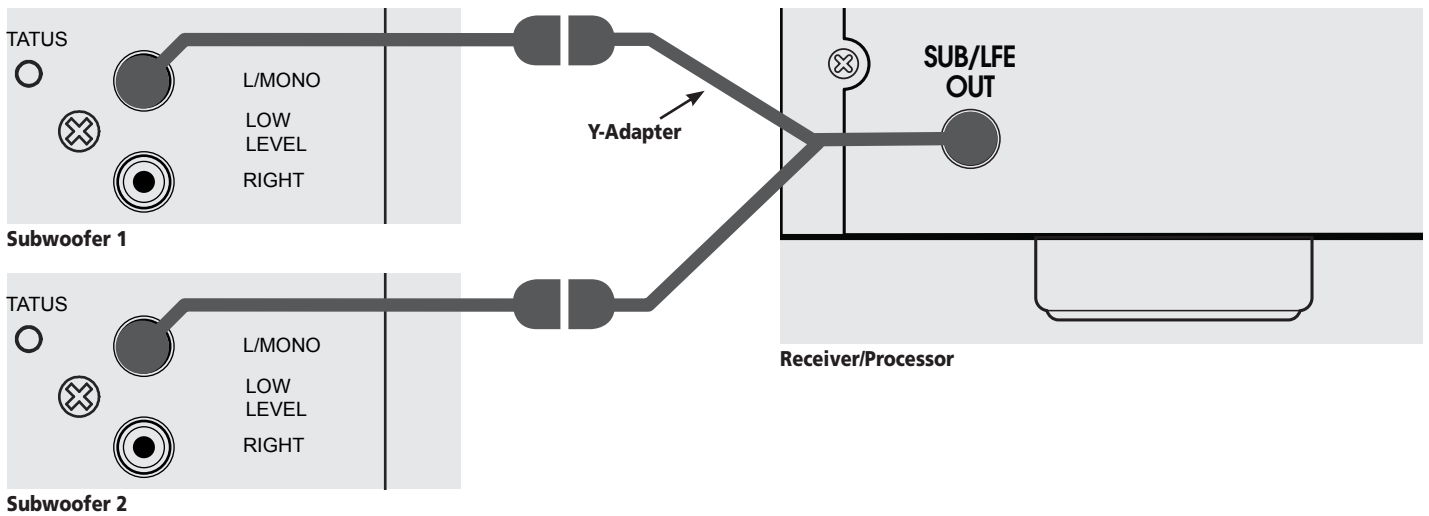 TATUS
L/MONO
LOW
LEVEL
RIGHT
Subwoofer 1
Y-Adapter
SUB/LFE
OUT
Receiver/Processor
TATUS
L/MONO
LOW
LEVEL
RIGHT
Subwoofer 2